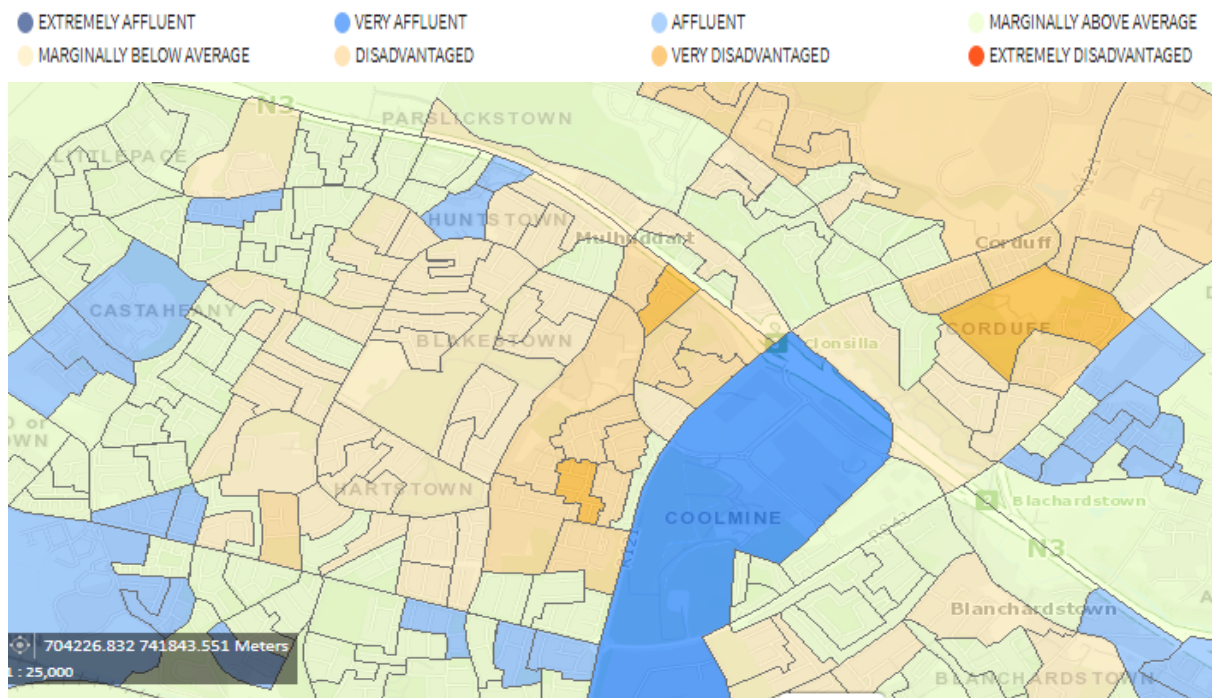 EXTREMELY AFFLUENT
VERY AFFLUENT
AFFLUENT
MARGINALLY ABOVE AVERAGE
MARGINALLY BELOW AVERAGE
DISADVANTAGED
VERY DISADVANTAGED
EXTREMELY DISADVANTAGED
N3
PARSLICKSTOWN
LITTLEPACE
R121
HUNTSTOWN
Mulhuddart
Corduff
CASTAHEANY
BLAKESTOWN
Clonsilla
CORDUFF
HARTSTOWN
COOLMINE
Blachardstown
R121
N3
Blanchardstown
BLANCHARDSTOWN
704226.832 741843.551 Meters
1 : 25,000